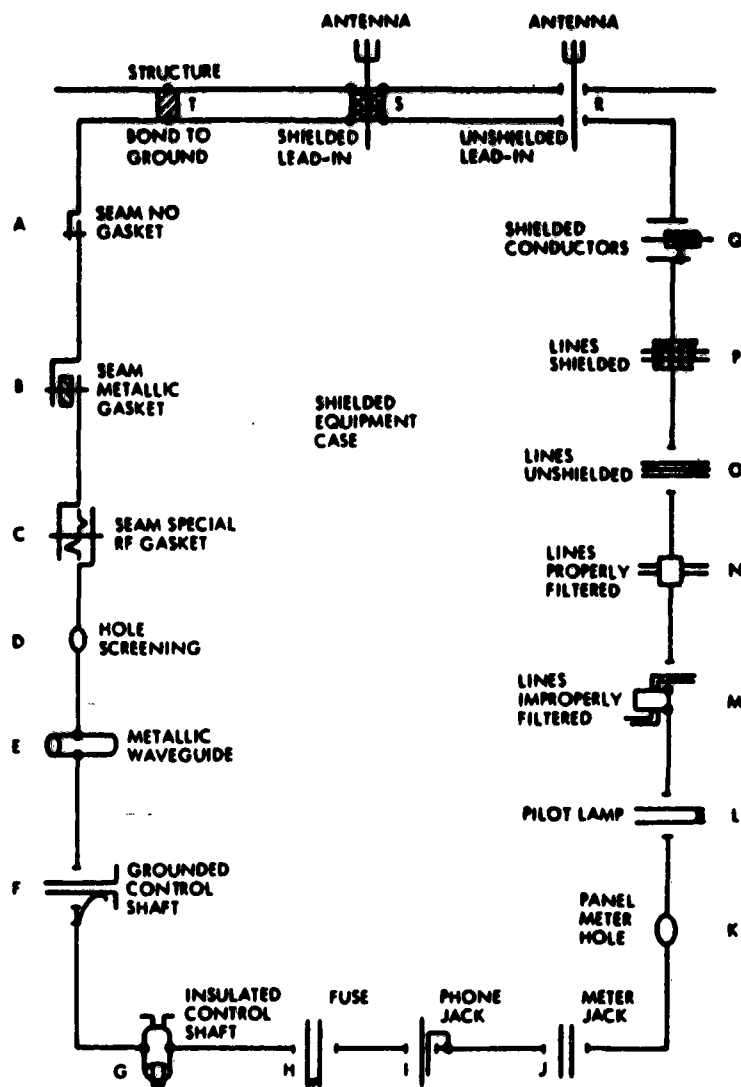 ANTENNA
ANTENNA
STRUCTURE
T
S
R
BOND TO
GROUND
SHIELDED
LEAD-IN
UNSHIELDED
LEAD-IN
A
SEAM NO
GASKET
SHIELDED
CONDUCTORS
Q
B
SEAM
METALLIC
GASKET
LINES
SHIELDED
P
SHIELDED
EQUIPMENT
CASE
LINES
UNSHIELDED
O
C
SEAM SPECIAL
RF GASKET
LINES
PROPERLY
FILTERED
N
D
HOLE
SCREENING
LINES
IMPROPERLY
FILTERED
M
E
METALLIC
WAVEGUIDE
PILOT LAMP
L
F
GROUNDED
CONTROL
SHAFT
PANEL
METER
HOLE
K
INSULATED
CONTROL
SHAFT
G
FUSE
H
PHONE
JACK
I
METER
JACK
J